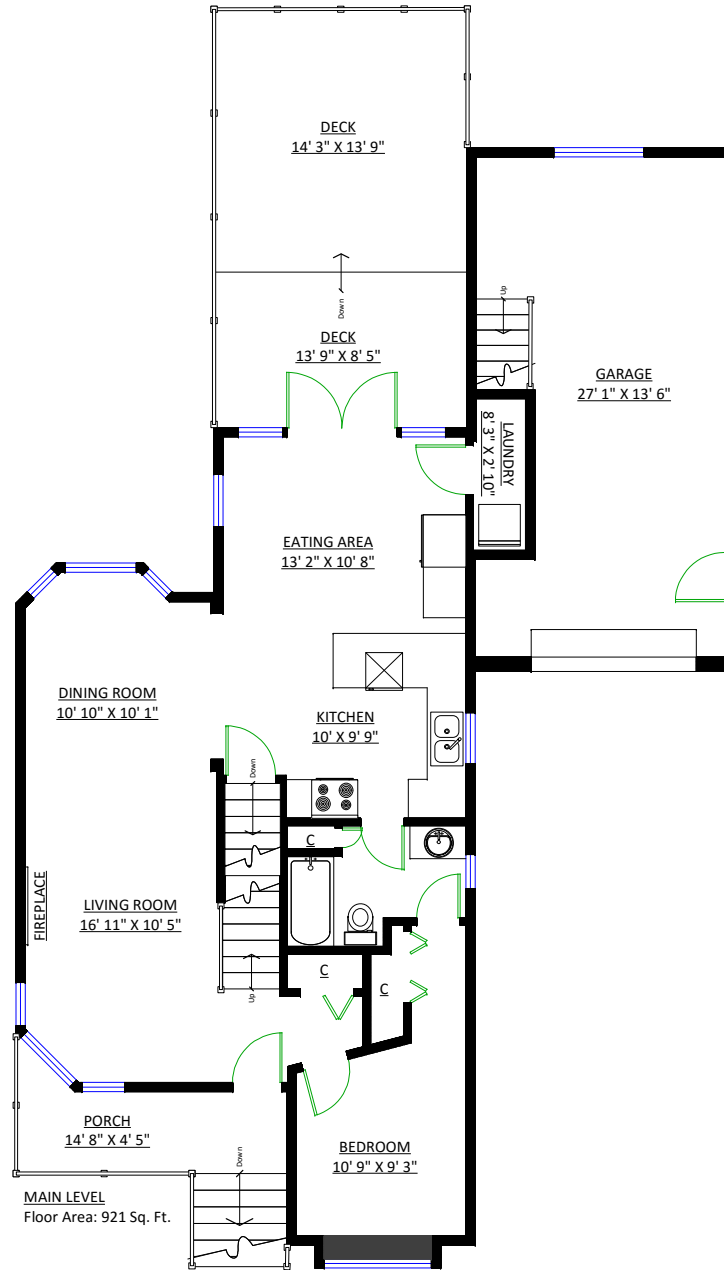 DECK
14' 3" X 13' 9"
Down
DECK
13' 9" X 8' 5"
Up
GARAGE
27' 1" X 13' 6"
LAUNDRY
8' 3" X 2' 10"
EATING AREA
13' 2" X 10' 8"
DINING ROOM
10' 10" X 10' 1"
KITCHEN
10' X 9' 9"
Down
C
FIREPLACE
LIVING ROOM
16' 11" X 10' 5"
C
C
Up
PORCH
14' 8" X 4' 5"
BEDROOM
10' 9" X 9' 3"
Down
MAIN LEVEL
Floor Area: 921 Sq. Ft.